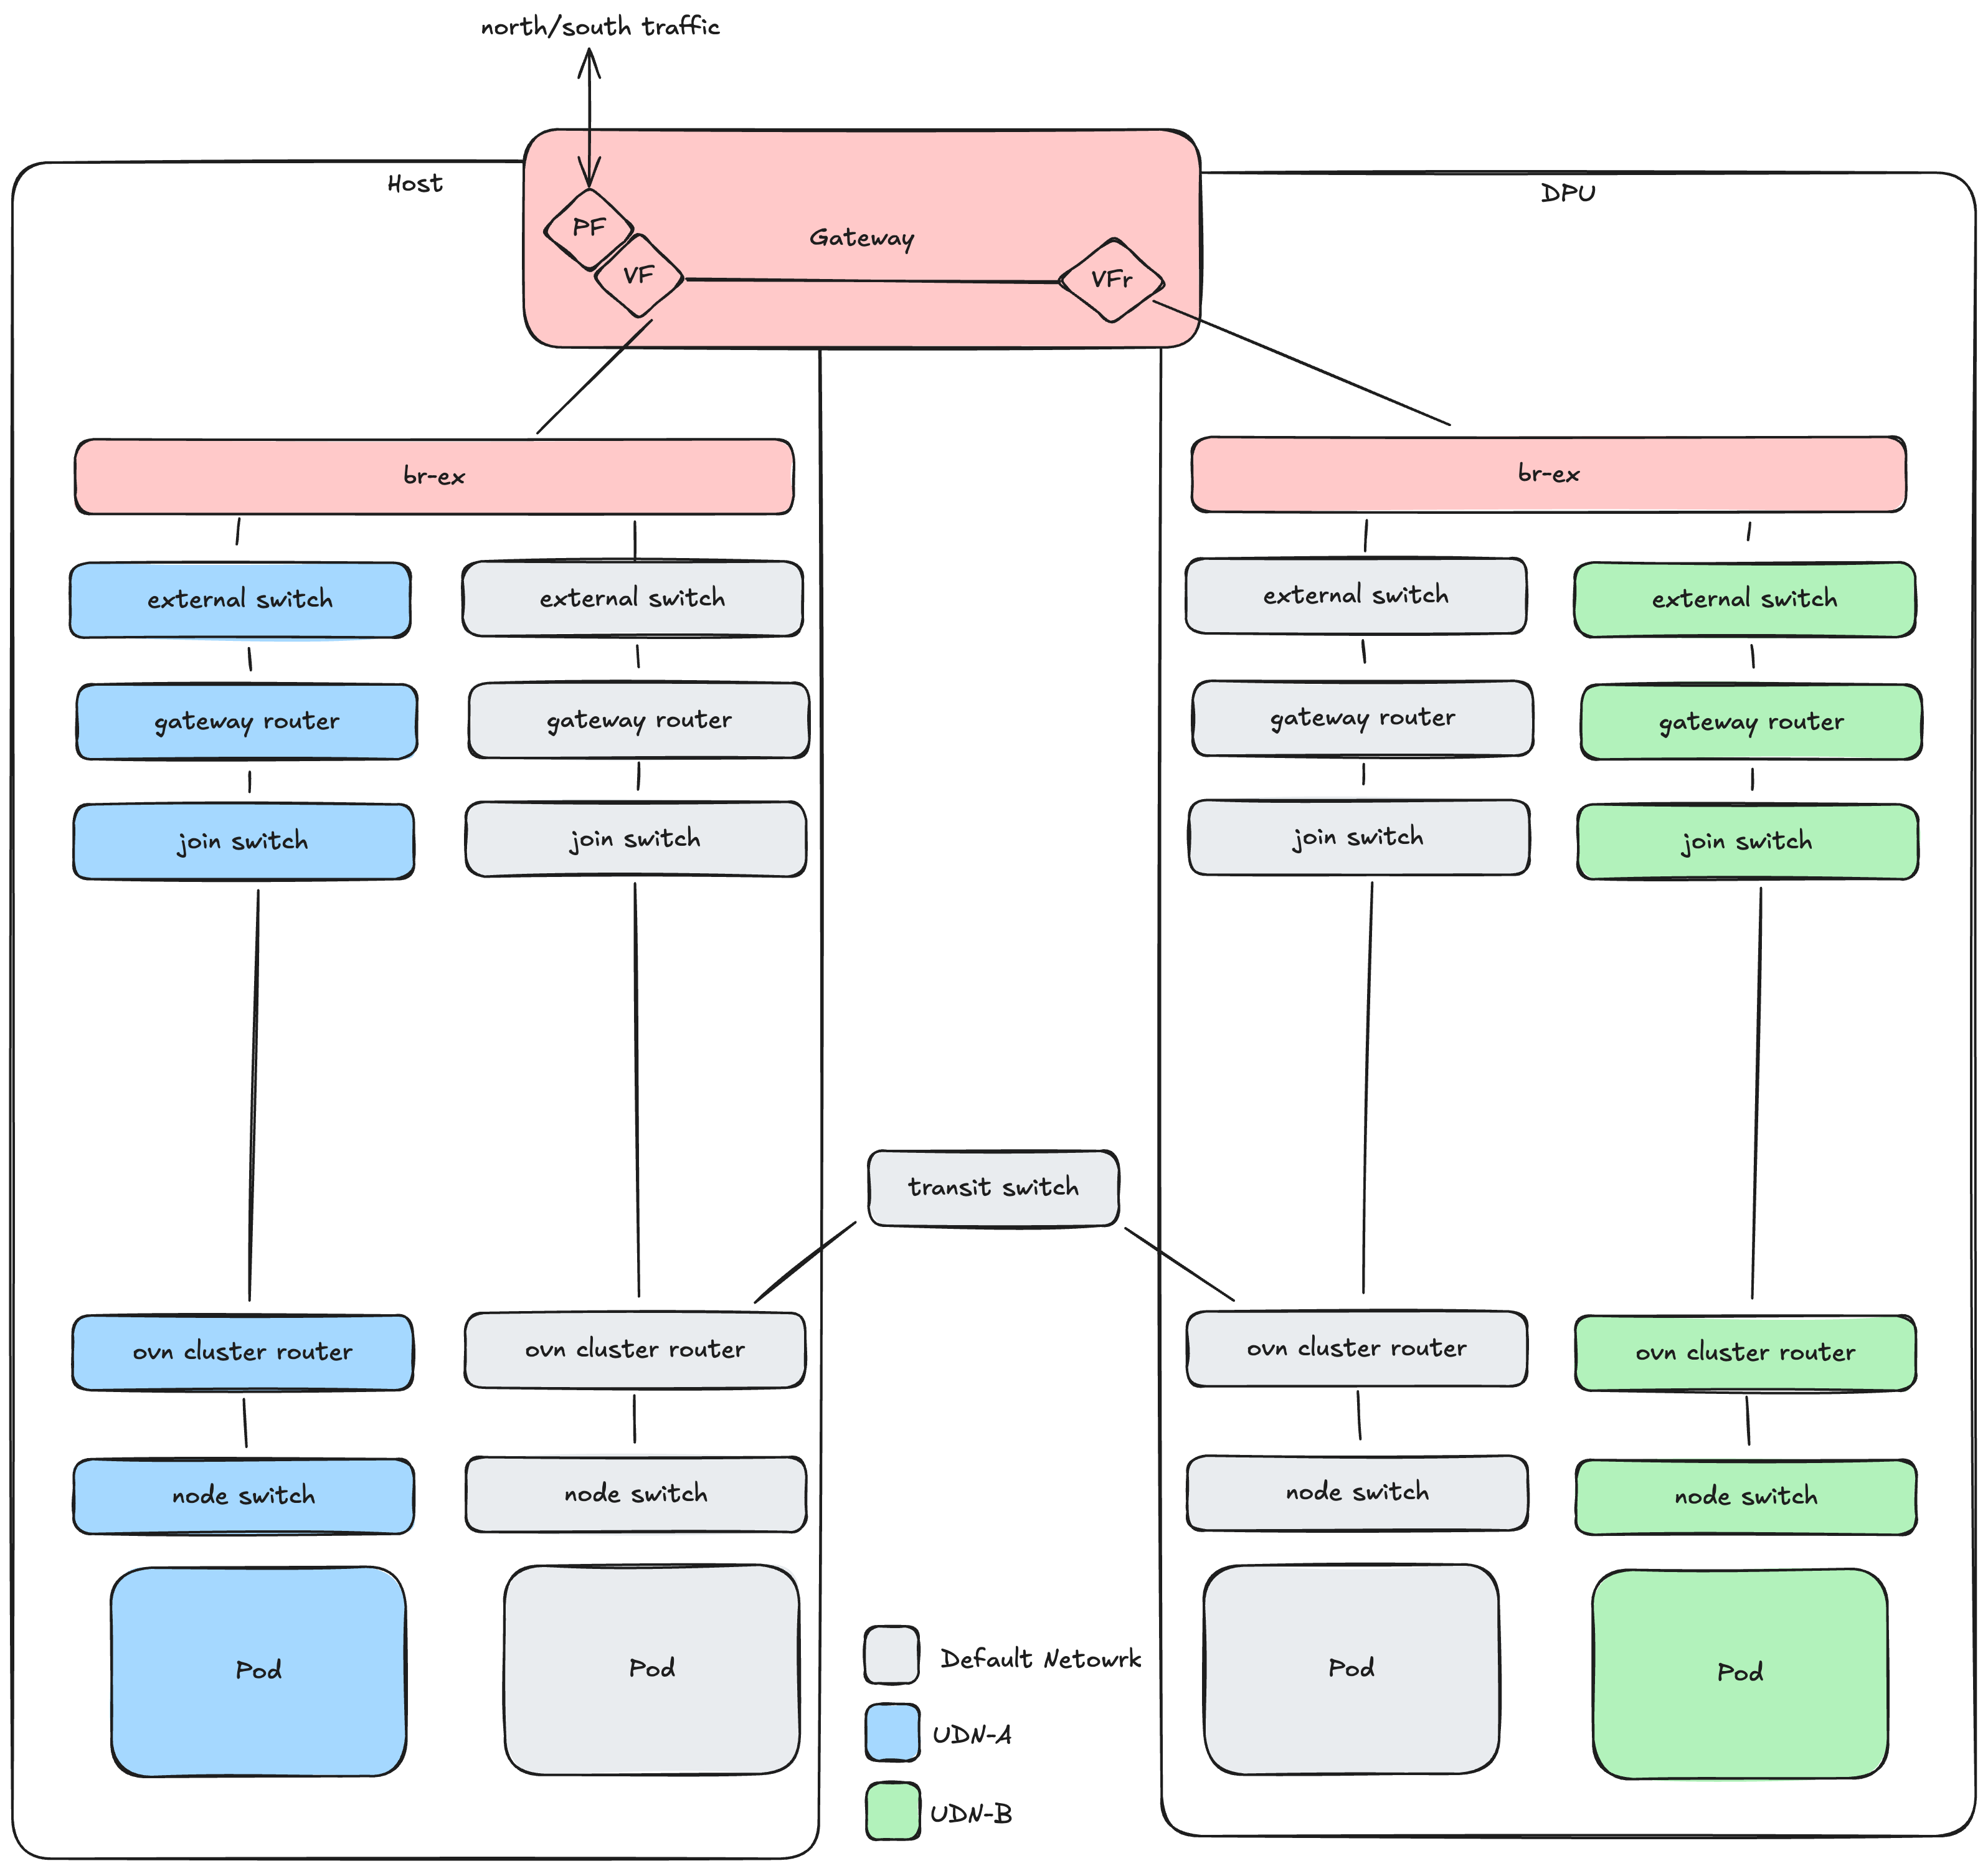 north/south traffic
Host
DPU
PF
Gateway
VF
VFr
br-ex
br-ex
external switch
external switch
external switch
external switch
gateway router
gateway router
gateway router
gateway router
join switch
join switch
join switch
join switch
transit switch
ovn cluster router
ovn cluster router
ovn cluster router
ovn cluster router
node switch
node switch
node switch
node switch
Pod
Pod
Pod
Pod
Default Netowrk
UDN-A
UDN-B